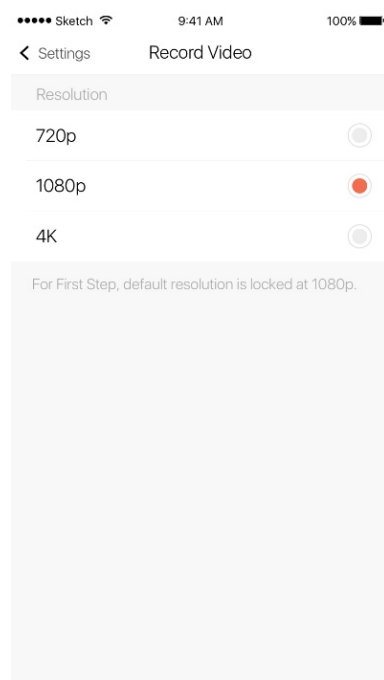 Sketch 9:41 AM 100%
Settings Record Video
Resolution
720p
1080p
4K
For First Step, default resolution is locked at 1080p.